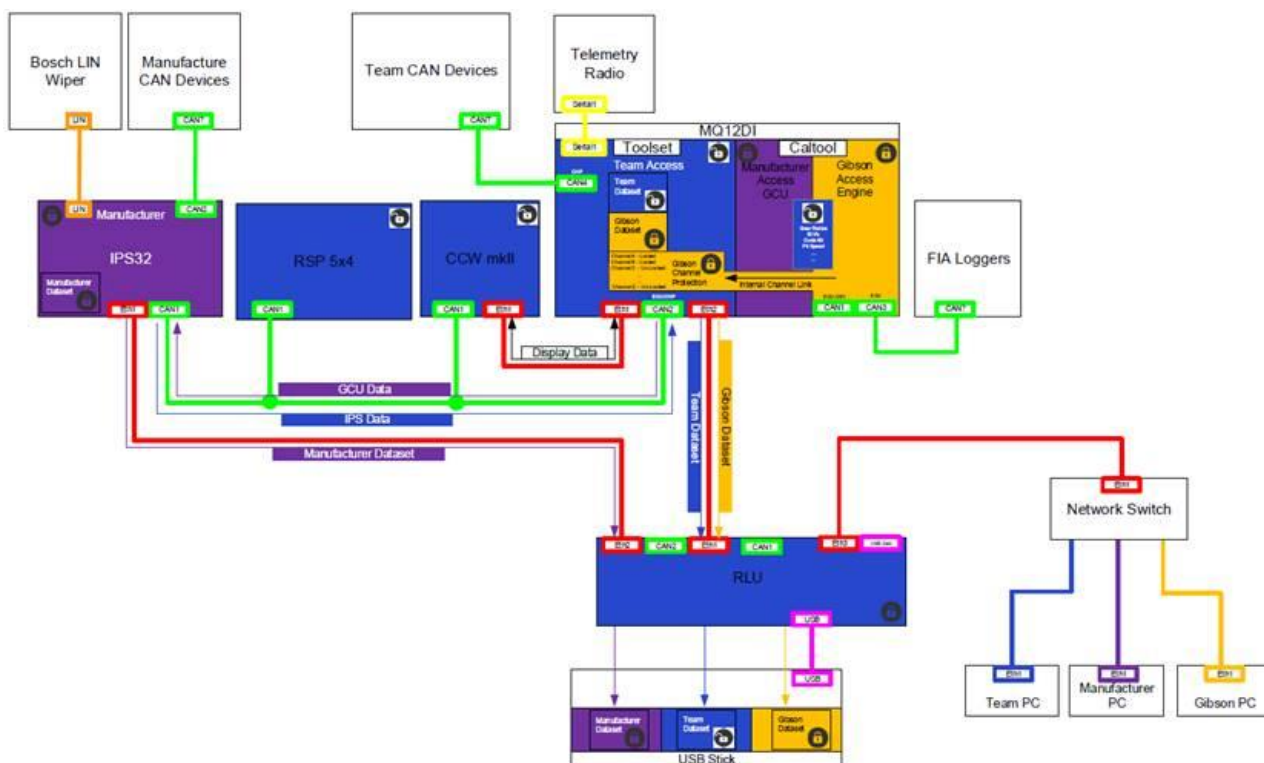 Bosch LIN
Wiper
LIN
Manufacture
CAN Devices
CAN?
Team CAN Devices
CAN?
Telemetry
Radio
Serial1
MQ12DI
Serial1
Toolset
Team Access
CAN4
Team
Dataset
Gibson
Dataset
Gibson
Channel
Protection
Caltool
Manufacturer
Access
GCU
Gibson
Access
Engine
Internal Channel Link
Eth1
CAN2
Eth2
CAN1
CAN3
LIN
Manufacturer
CAN2
IPS32
Manufacturer
Dataset
Eth1
CAN1
RSP 5x4
CAN1
CCW mkII
CAN1
Eth1
FIA Loggers
CAN?
Display Data
GCU Data
IPS Data
Manufacturer Dataset
Team Dataset
Gibson Dataset
Eth2
CAN2
Eth1
CAN1
Eth3
RLU
USB
Eth1
Network Switch
USB
Manufacturer
Dataset
Team
Dataset
Gibson
Dataset
USB Stick
Eth1
Team PC
Eth1
Manufacturer
PC
Eth1
Gibson PC